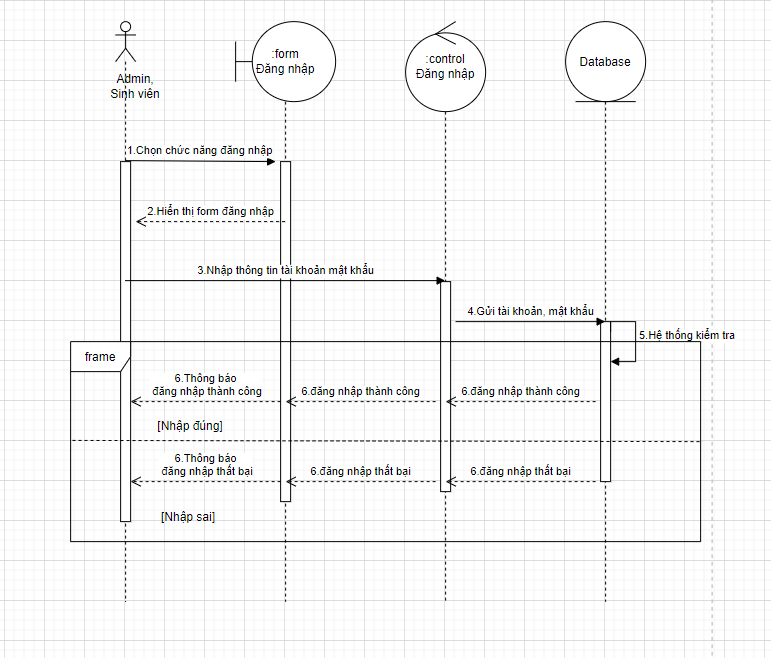 Admin,
Sinh viên
:form
Đăng nhập
:control
Đăng nhập
Database
1.Chọn chức năng đăng nhập
2.Hiển thị form đăng nhập
3.Nhập thông tin tài khoản mật khẩu
4.Gửi tài khoản, mật khẩu
5.Hệ thống kiểm tra
frame
6.Thông báo
đăng nhập thành công
6.đăng nhập thành công
6.đăng nhập thành công
[Nhập đúng]
6.Thông báo
đăng nhập thất bại
6.đăng nhập thất bại
6.đăng nhập thất bại
[Nhập sai]